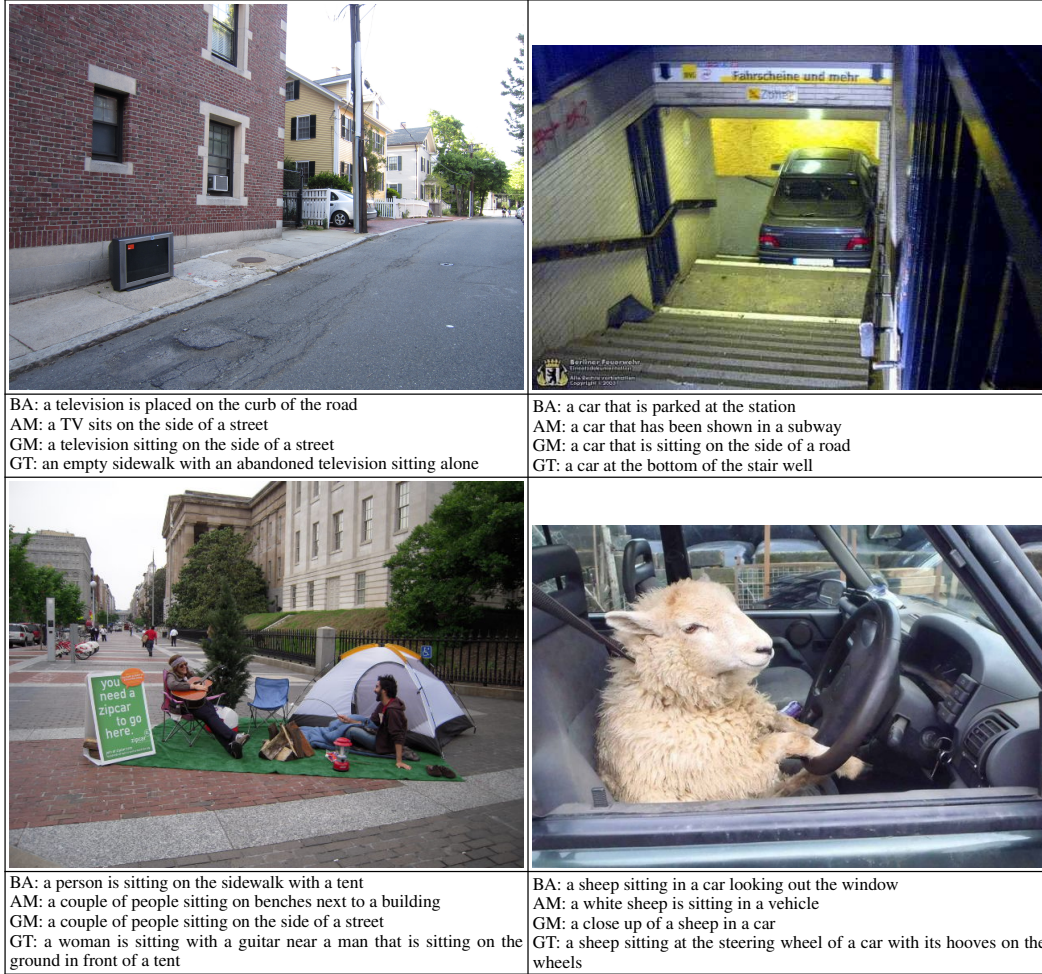 BA: a television is placed on the curb of the road
AM: a TV sits on the side of a street
GM: a television sitting on the side of a street
GT: an empty sidewalk with an abandoned television sitting alone
Fahrscheine und mehr
Berliner Feuerwehr
Einsatzdokumentation
Alle Rechte vorbehalten
BA: a car that is parked at the station
AM: a car that has been shown in a subway
GM: a car that is sitting on the side of a road
GT: a car at the bottom of the stair well
you
need a
zipcar
to go
here.
zipcar
BA: a person is sitting on the sidewalk with a tent
AM: a couple of people sitting on benches next to a building
GM: a couple of people sitting on the side of a street
GT: a woman is sitting with a guitar near a man that is sitting on the
ground in front of a tent
BA: a sheep sitting in a car looking out the window
AM: a white sheep is sitting in a vehicle
GM: a close up of a sheep in a car
GT: a sheep sitting at the steering wheel of a car with its hooves on the
wheels